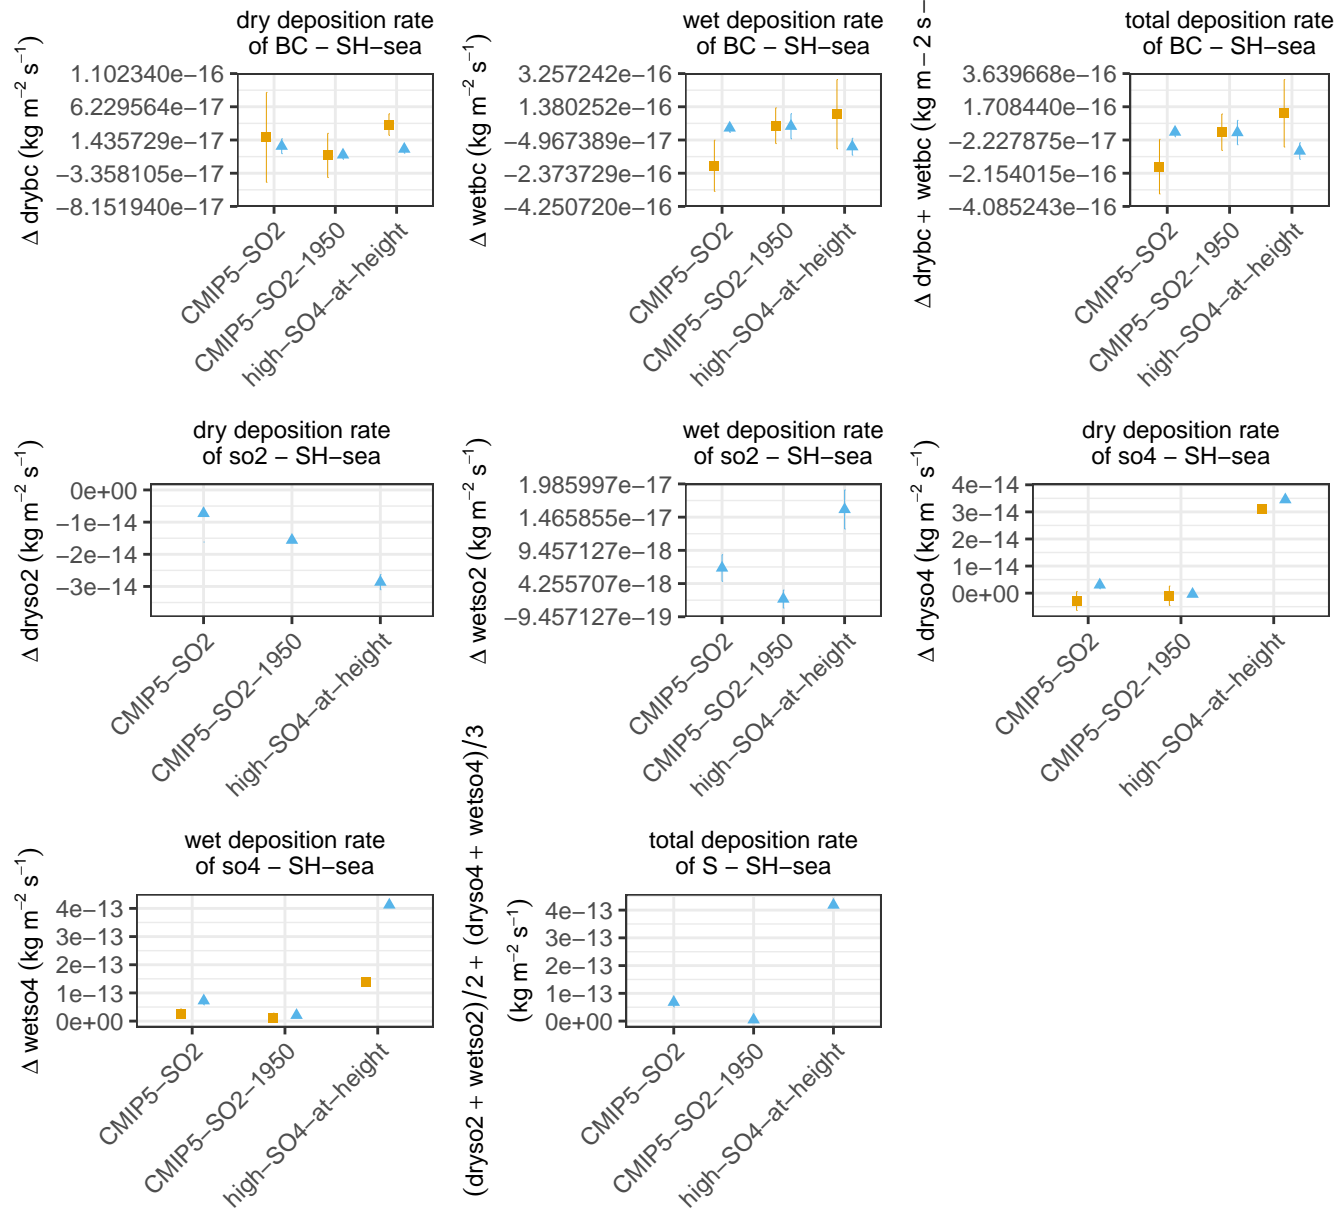 dry deposition rate
of BC − SH−sea
Δ drybc (kg m−2 s−1)
1.102340e−16
6.229564e−17
1.435729e−17
−3.358105e−17
−8.151940e−17
CMIP5−SO2
CMIP5−SO2−1950
high−SO4−at−height
wet deposition rate
of BC − SH−sea
Δ wetbc (kg m−2 s−1)
3.257242e−16
1.380252e−16
−4.967389e−17
−2.373729e−16
−4.250720e−16
CMIP5−SO2
CMIP5−SO2−1950
high−SO4−at−height
total deposition rate
of BC − SH−sea
Δ drybc + wetbc (kg m−2 s−
3.639668e−16
1.708440e−16
−2.227875e−17
−2.154015e−16
−4.085243e−16
CMIP5−SO2
CMIP5−SO2−1950
high−SO4−at−height
dry deposition rate
of so2 − SH−sea
Δ dryso2 (kg m−2 s−1)
0e+00
−1e−14
−2e−14
−3e−14
CMIP5−SO2
CMIP5−SO2−1950
high−SO4−at−height
wet deposition rate
of so2 − SH−sea
Δ wetso2 (kg m−2 s−1)
1.985997e−17
1.465855e−17
9.457127e−18
4.255707e−18
−9.457127e−19
CMIP5−SO2
CMIP5−SO2−1950
high−SO4−at−height
dry deposition rate
of so4 − SH−sea
Δ dryso4 (kg m−2 s−1)
4e−14
3e−14
2e−14
1e−14
0e+00
CMIP5−SO2
CMIP5−SO2−1950
high−SO4−at−height
wet deposition rate
of so4 − SH−sea
Δ wetso4 (kg m−2 s−1)
4e−13
3e−13
2e−13
1e−13
0e+00
CMIP5−SO2
CMIP5−SO2−1950
high−SO4−at−height
total deposition rate
of S − SH−sea
(dryso2 + wetso2)/2 + (dryso4 + wetso4)/3
(kg m−2 s−1)
4e−13
3e−13
2e−13
1e−13
0e+00
CMIP5−SO2
CMIP5−SO2−1950
high−SO4−at−height